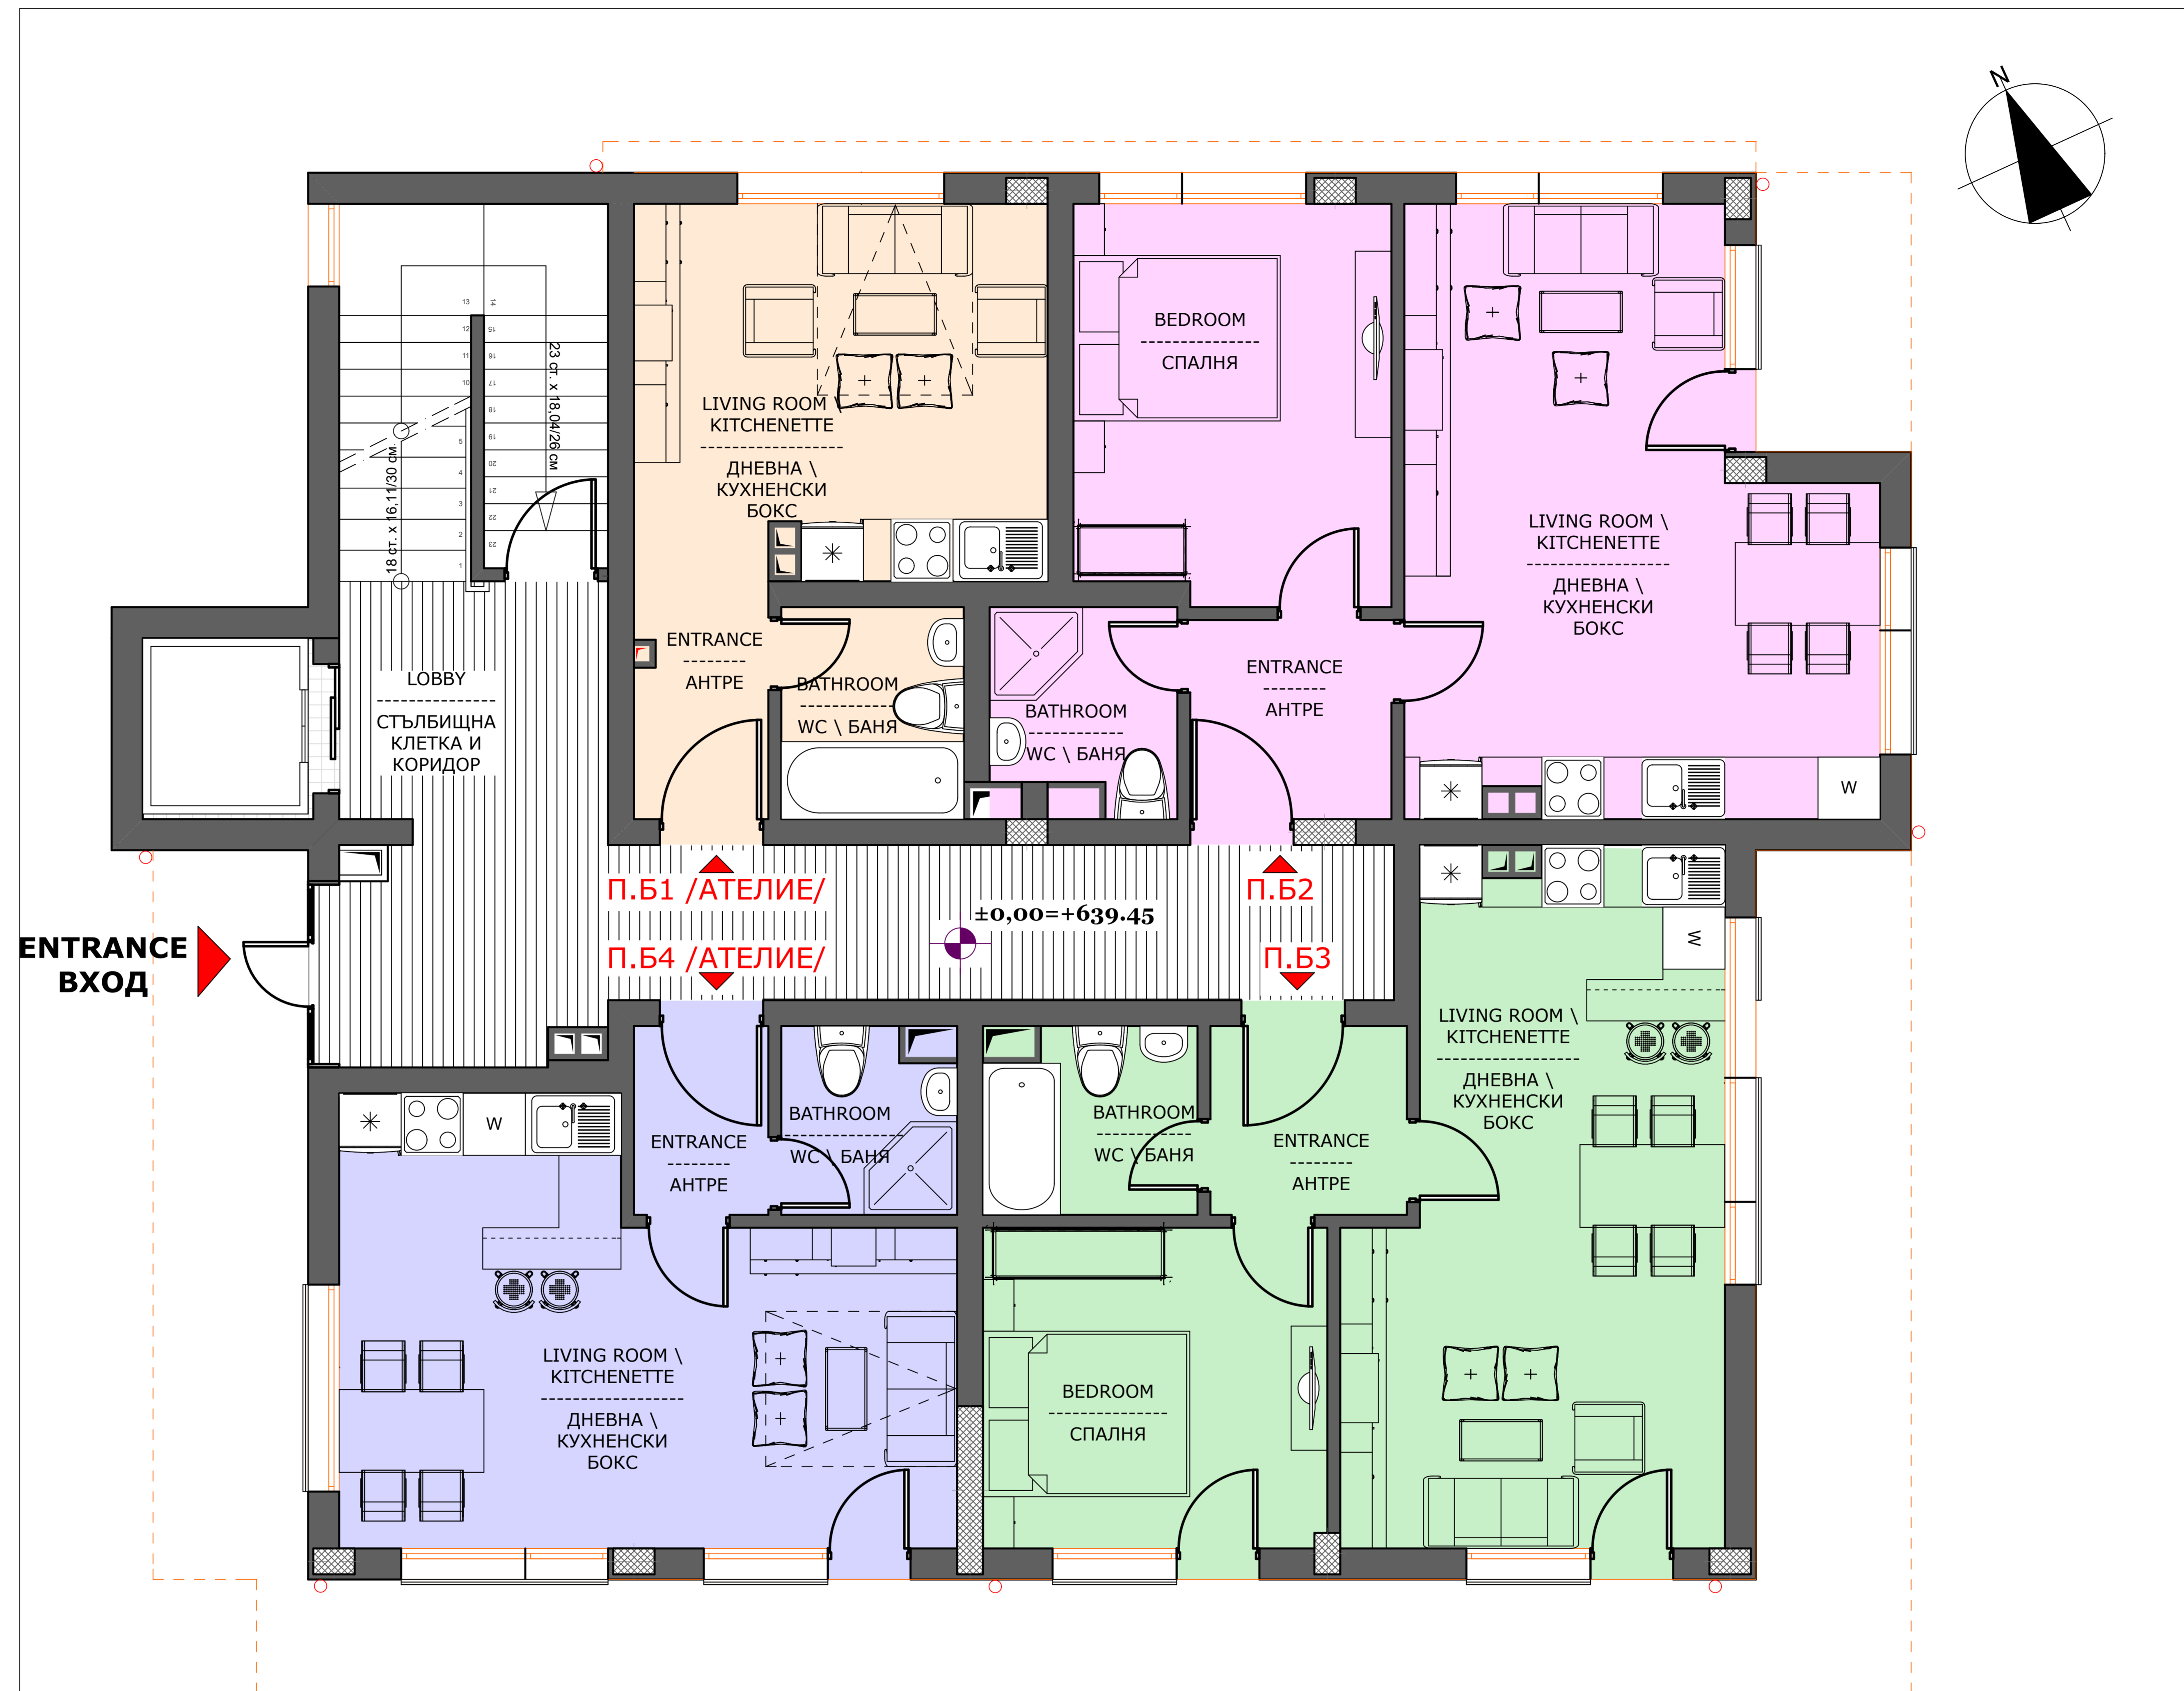 N
13
14
12
15
11
16
10
17
18
5
19
4
20
3
21
2
22
1
23
23 ст. x 18,04/26 см
18 ст. x 16,11/30 см
LIVING ROOM \
KITCHENETTE
ДНЕВНА \
КУХНЕНСКИ
БОКС
BEDROOM
СПАЛНЯ
LIVING ROOM \
KITCHENETTE
ДНЕВНА \
КУХНЕНСКИ
БОКС
LOBBY
СТЪЛБИЩНА
КЛЕТКА И
КОРИДОР
ENTRANCE
АНТРЕ
BATHROOM
WC \ БАНЯ
BATHROOM
WC \ БАНЯ
ENTRANCE
АНТРЕ
W
П.Б1 /АТЕЛИЕ/
П.Б2
±0,00=+639.45
П.Б4 /АТЕЛИЕ/
П.Б3
ENTRANCE
ВХОД
W
LIVING ROOM \
KITCHENETTE
ДНЕВНА \
КУХНЕНСКИ
БОКС
W
ENTRANCE
АНТРЕ
BATHROOM
WC \ БАНЯ
BATHROOM
WC \ БАНЯ
ENTRANCE
АНТРЕ
LIVING ROOM \
KITCHENETTE
ДНЕВНА \
КУХНЕНСКИ
БОКС
BEDROOM
СПАЛНЯ